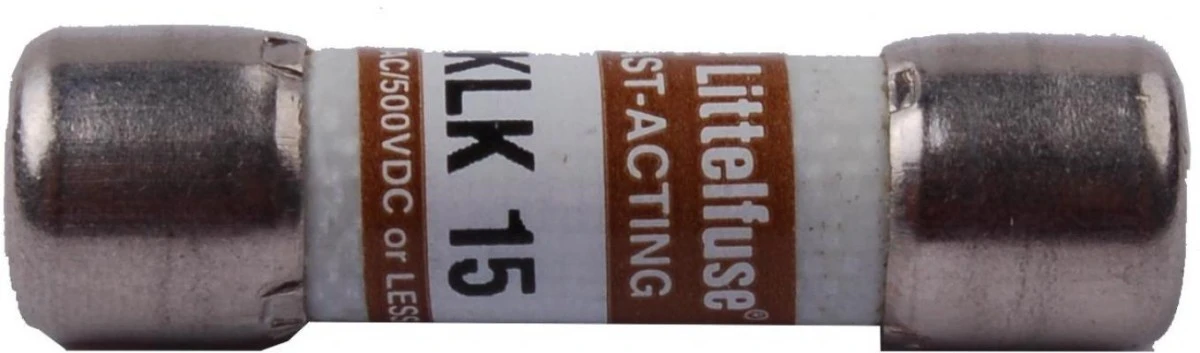 Littelfuse®
ST-ACTING
KLK 15
AC/500VDC or LESS